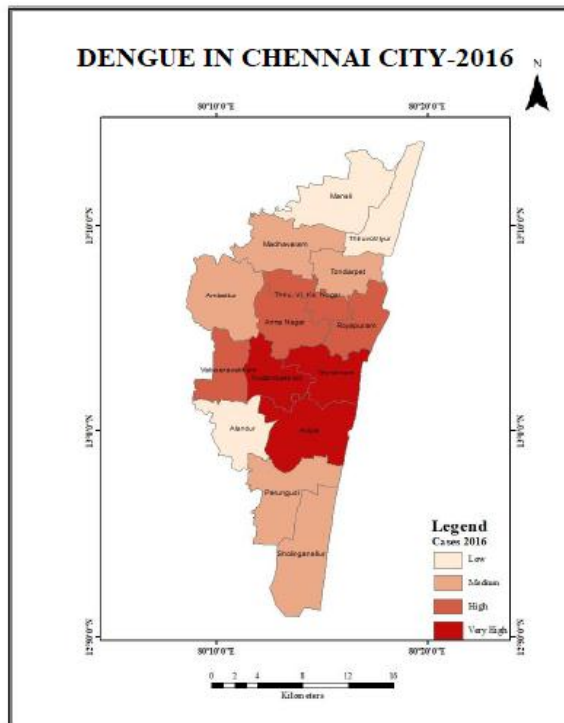 DENGUE IN CHENNAI CITY-2016
N
80°10'0"E
80°20'0"E
Manali
13°10'0"N
13°10'0"N
Thiruvotriyur
Madhavaram
Tondiarpet
Ambattur
Thiru. Vi. Ka. Nagar
Anna Nagar
Royapuram
Valasaravakkam
Alandur
Adyar
13°0'0"N
13°0'0"N
Perungudi
Sholinganallur
Legend
Cases 2016
Low
Medium
High
Very High
12°50'0"N
12°50'0"N
80°10'0"E
80°20'0"E
0 2 4 8 12 16
Kilometers